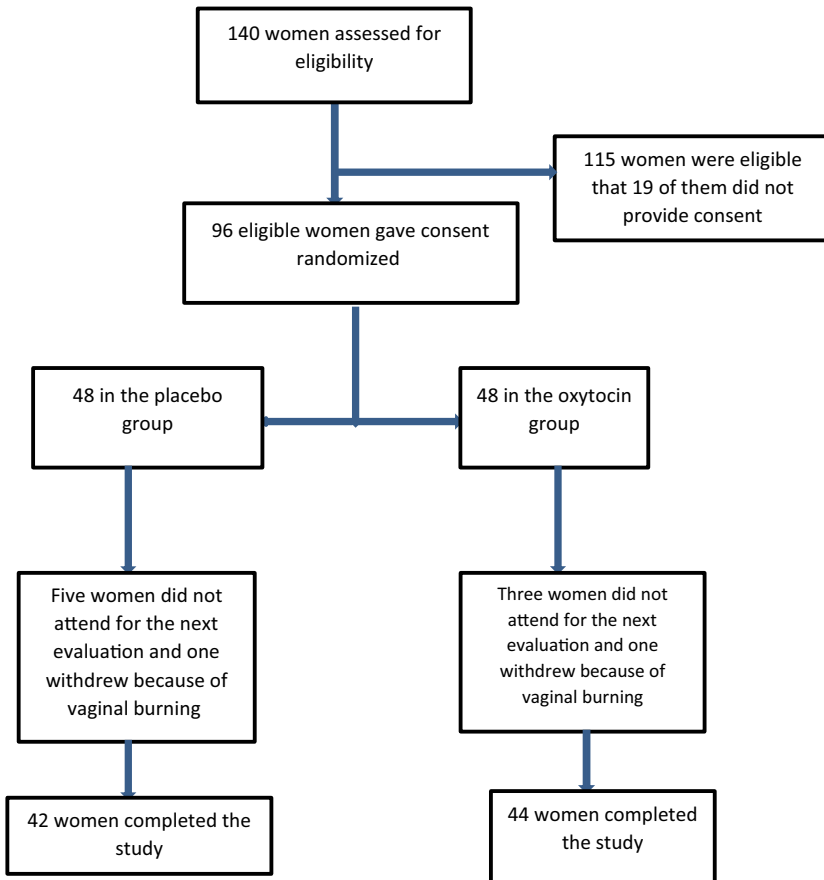 140 women assessed for
eligibility
115 women were eligible
that 19 of them did not
provide consent
96 eligible women gave consent
randomized
48 in the placebo
group
48 in the oxytocin
group
Five women did not
attend for the next
evaluation and one
withdrew because of
vaginal burning
Three women did not
attend for the next
evaluation and one
withdrew because of
vaginal burning
42 women completed the
study
44 women completed
the study